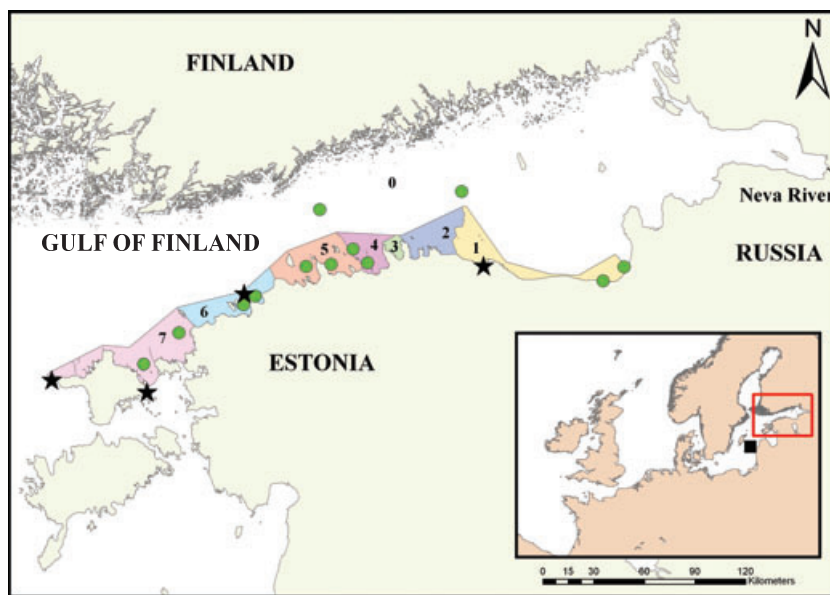 FINLAND
N
0
Neva River
GULF OF FINLAND
5
4
3
2
1
RUSSIA
6
7
ESTONIA
0 15 30 60 90 120
Kilometers